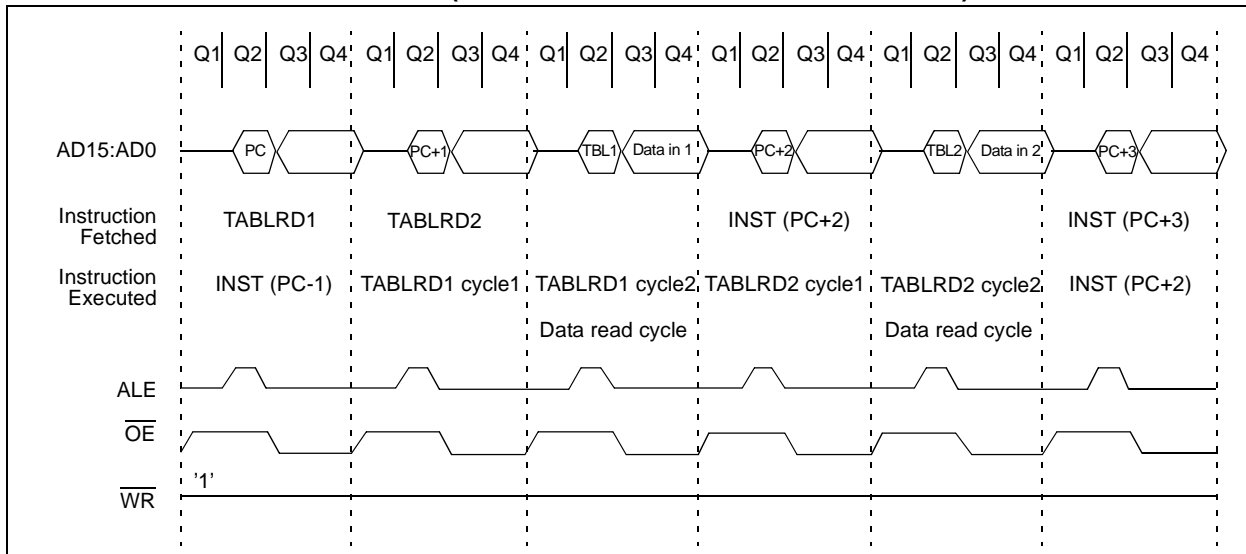 Q1 Q2 Q3 Q4 Q1 Q2 Q3 Q4 Q1 Q2 Q3 Q4 Q1 Q2 Q3 Q4 Q1 Q2 Q3 Q4 Q1 Q2 Q3 Q4
AD15:AD0 PC PC+1 TBL1 Data in 1 PC+2 TBL2 Data in 2 PC+3
Instruction
Fetched
TABLRD1 TABLRD2 INST (PC+2) INST (PC+3)
Instruction
Executed
INST (PC-1) TABLRD1 cycle1 TABLRD1 cycle2 TABLRD2 cycle1 TABLRD2 cycle2 INST (PC+2)
Data read cycle Data read cycle
ALE
OE
'1'
WR